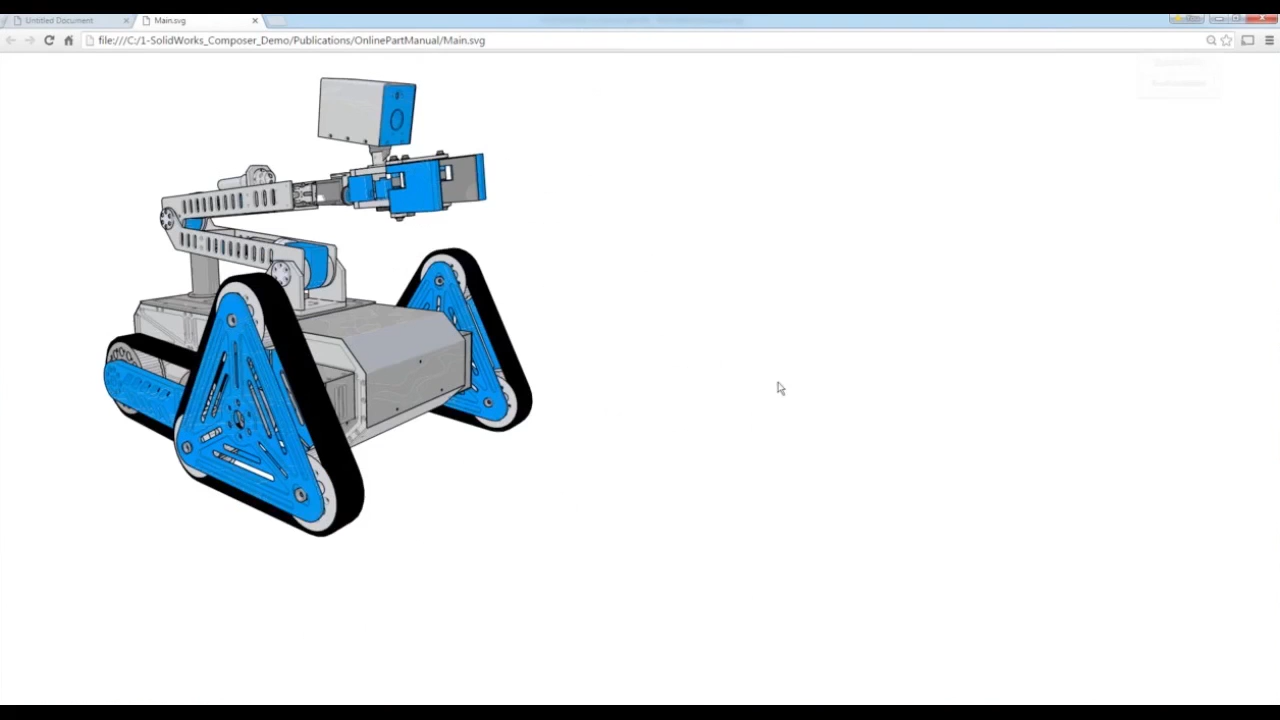 Untitled Document
Main.svg
file:///C:/1-SolidWorks_Composer_Demo/Publications/OnlinePartManual/Main.svg